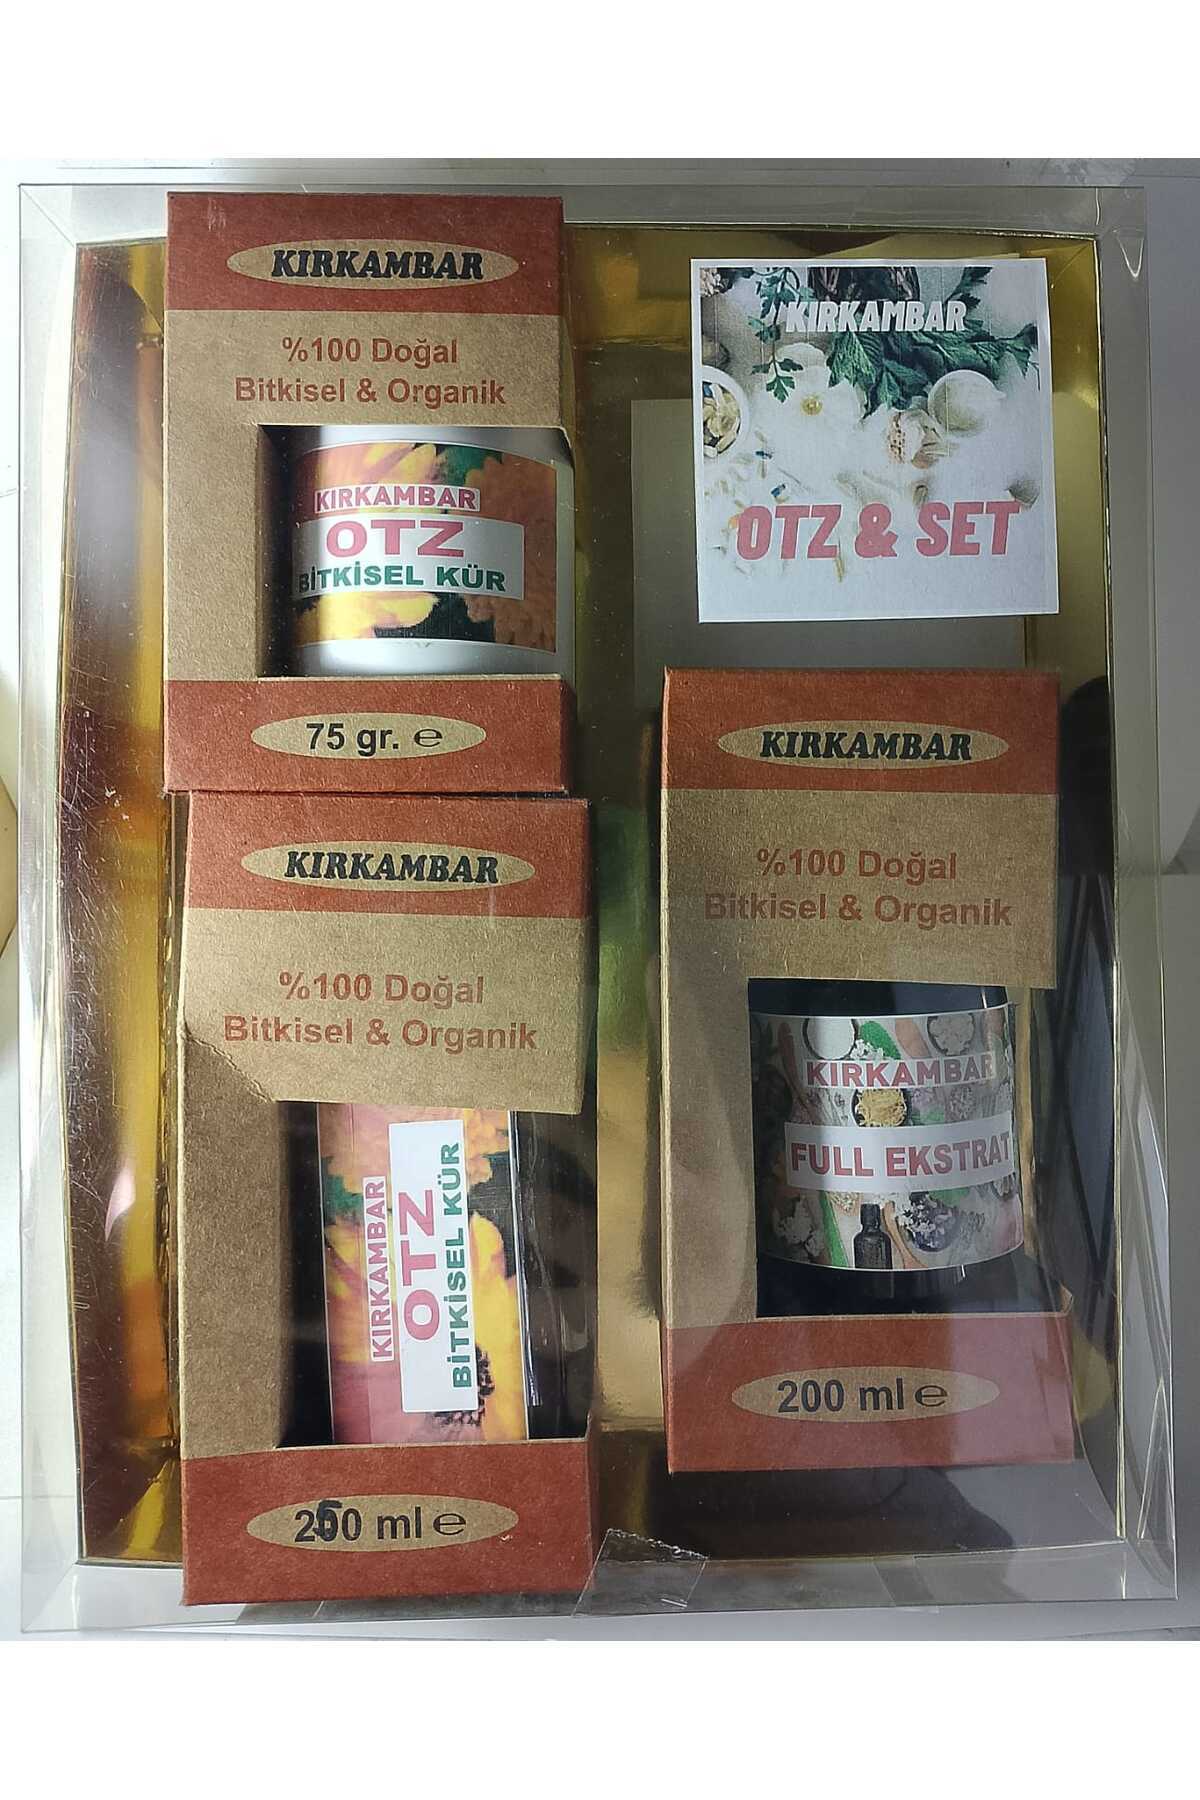 KIRKAMBAR
%100 Doğal
Bitkisel & Organik
KIRKAMBAR
OTZ
BİTKİSEL KÜR
75 gr. ℮
KIRKAMBAR
OTZ & SET
KIRKAMBAR
%100 Doğal
Bitkisel & Organik
KIRKAMBAR
OTZ
BİTKİSEL KÜR
250 ml ℮
KIRKAMBAR
%100 Doğal
Bitkisel & Organik
KIRKAMBAR
FULL EKSTRAT
200 ml ℮